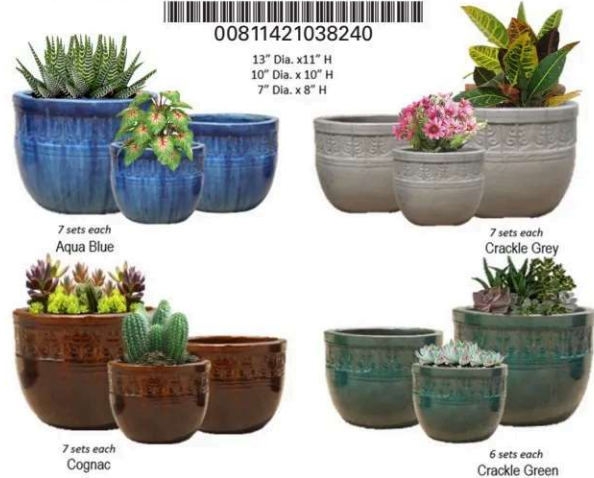 00811421038240
13" Dia. x11" H
10" Dia. x 10" H
7" Dia. x 8" H
7 sets each
Aqua Blue
7 sets each
Crackle Grey
7 sets each
Cognac
6 sets each
Crackle Green